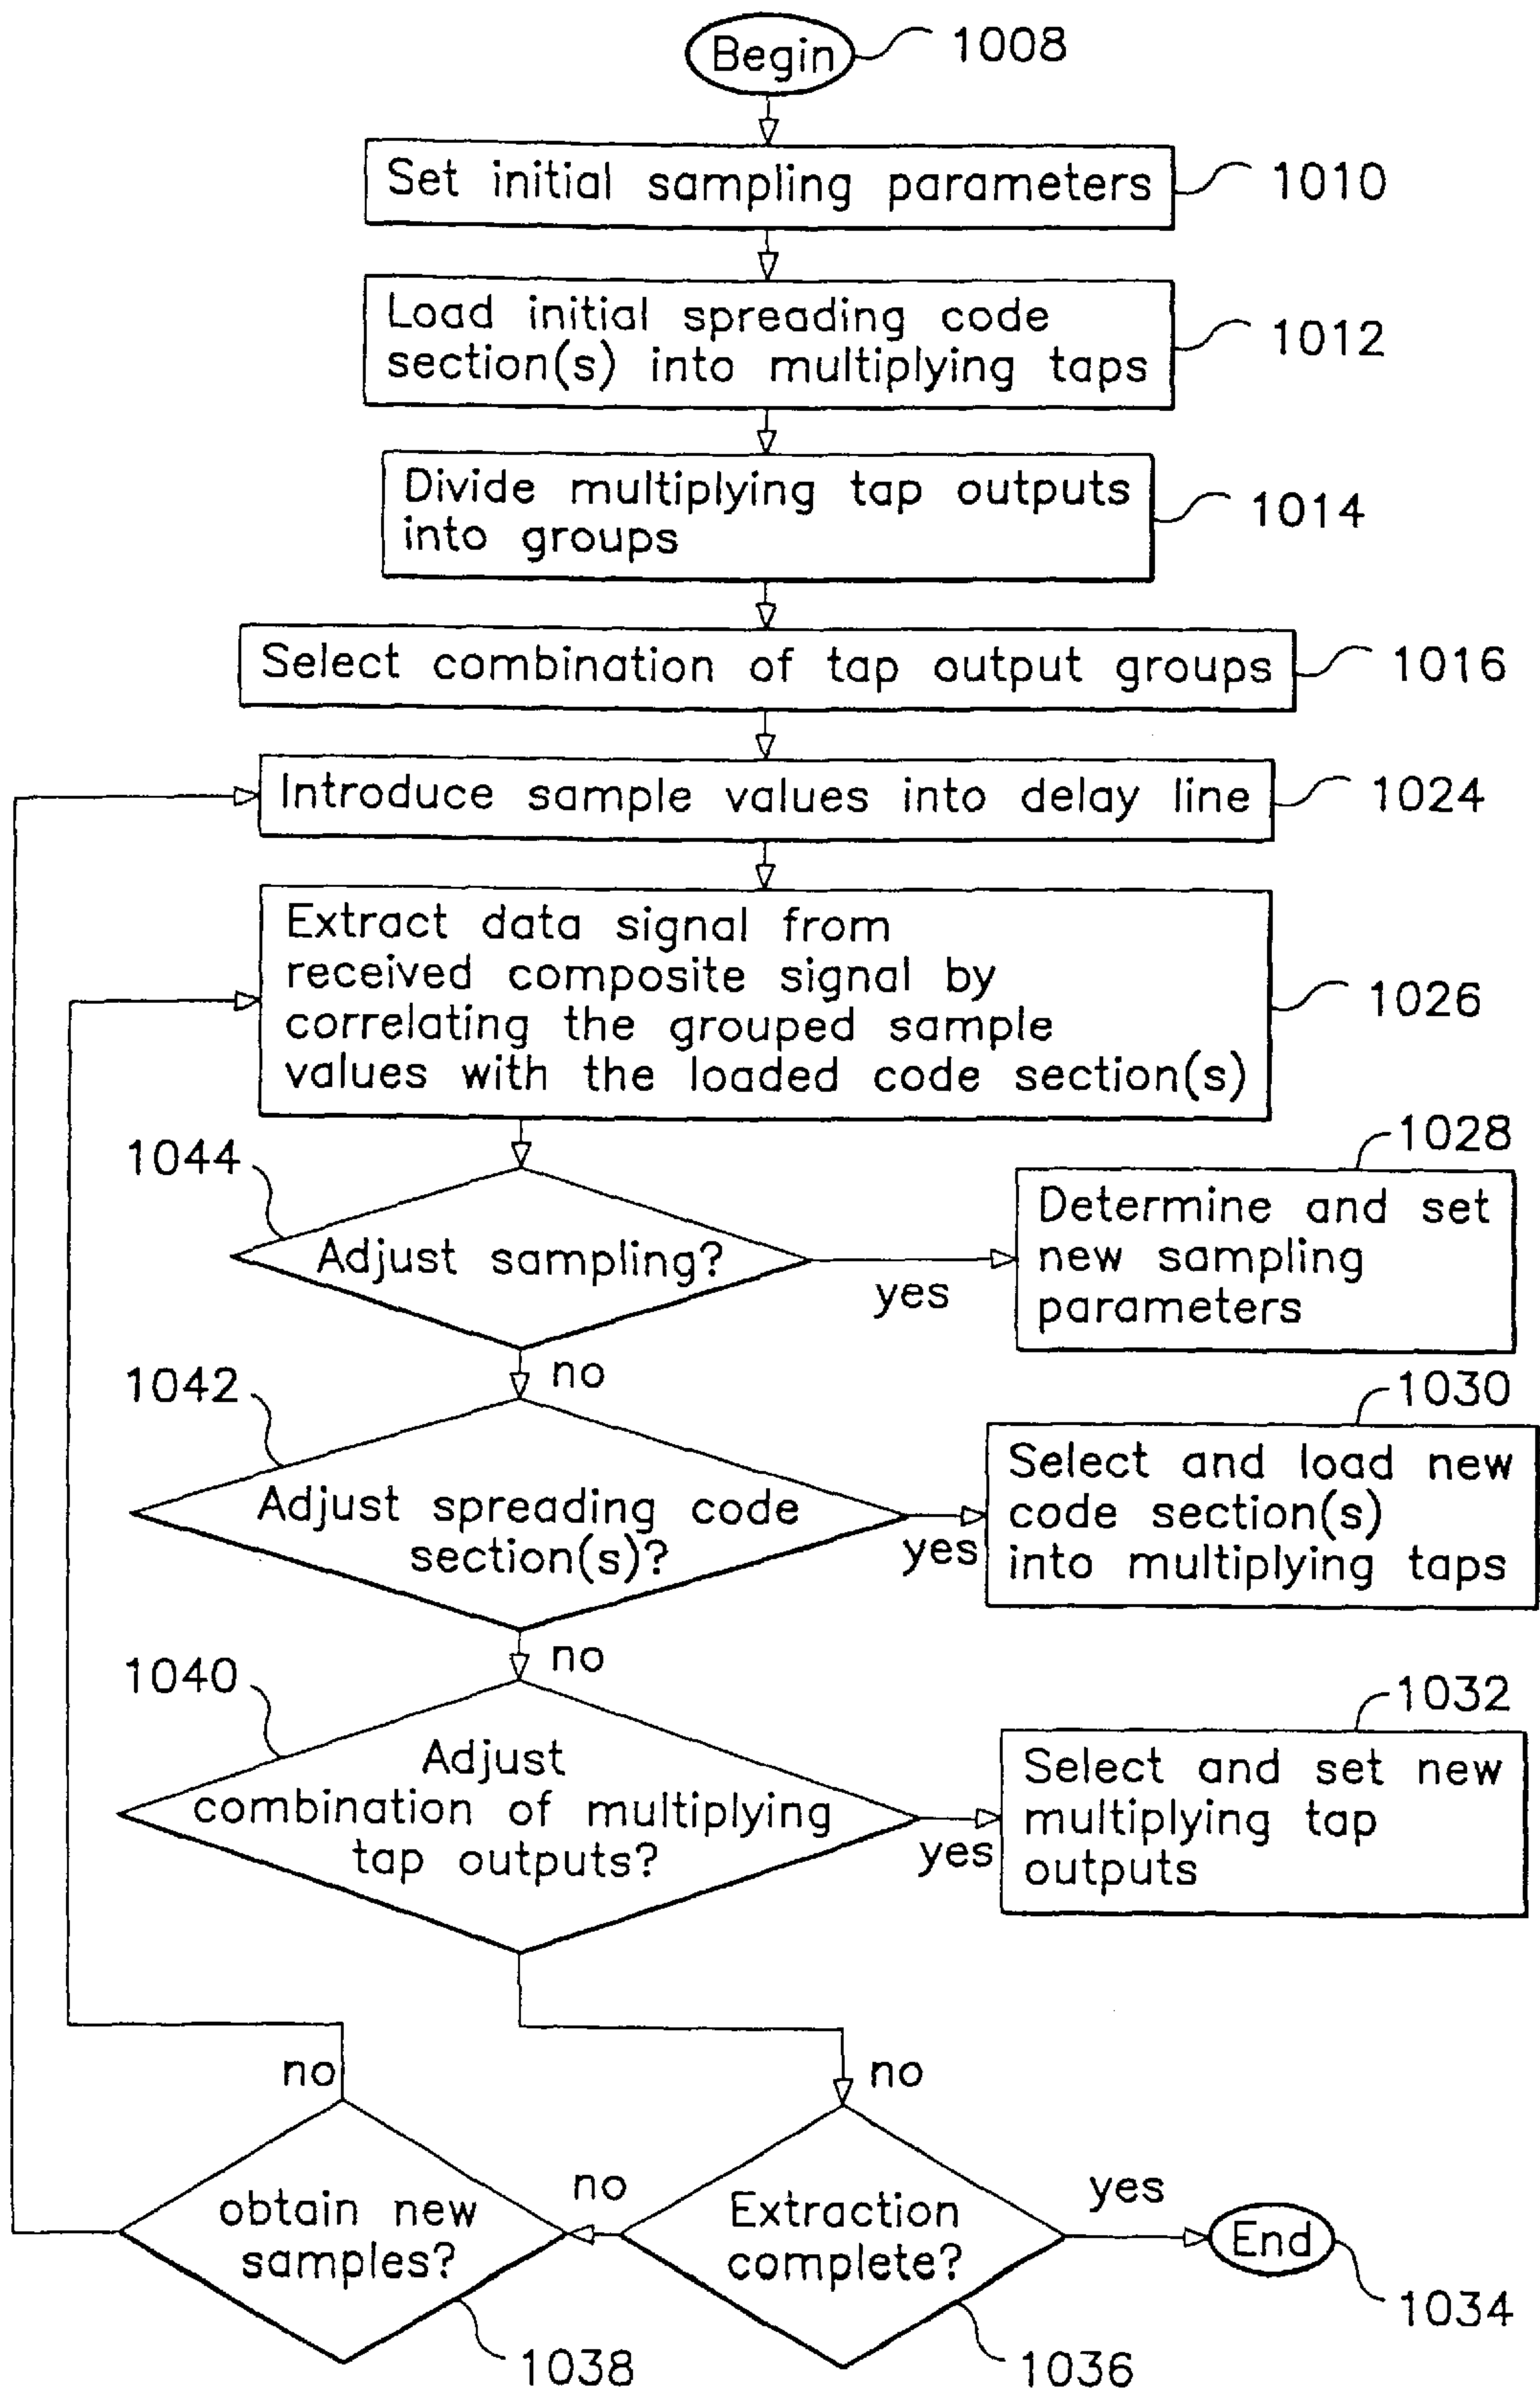 Begin
1008
Set initial sampling parameters
1010
Load initial spreading code
section(s) into multiplying taps
1012
Divide multiplying tap outputs
into groups
1014
Select combination of tap output groups
1016
Introduce sample values into delay line
1024
Extract data signal from
received composite signal by
correlating the grouped sample
values with the loaded code section(s)
1026
1044
Adjust sampling?
yes
1028
Determine and set
new sampling
parameters
no
1042
Adjust spreading code
section(s)?
yes
1030
Select and load new
code section(s)
into multiplying taps
no
1040
Adjust
combination of multiplying
tap outputs?
yes
1032
Select and set new
multiplying tap
outputs
no
no
obtain new
samples?
1038
no
Extraction
complete?
1036
yes
End
1034